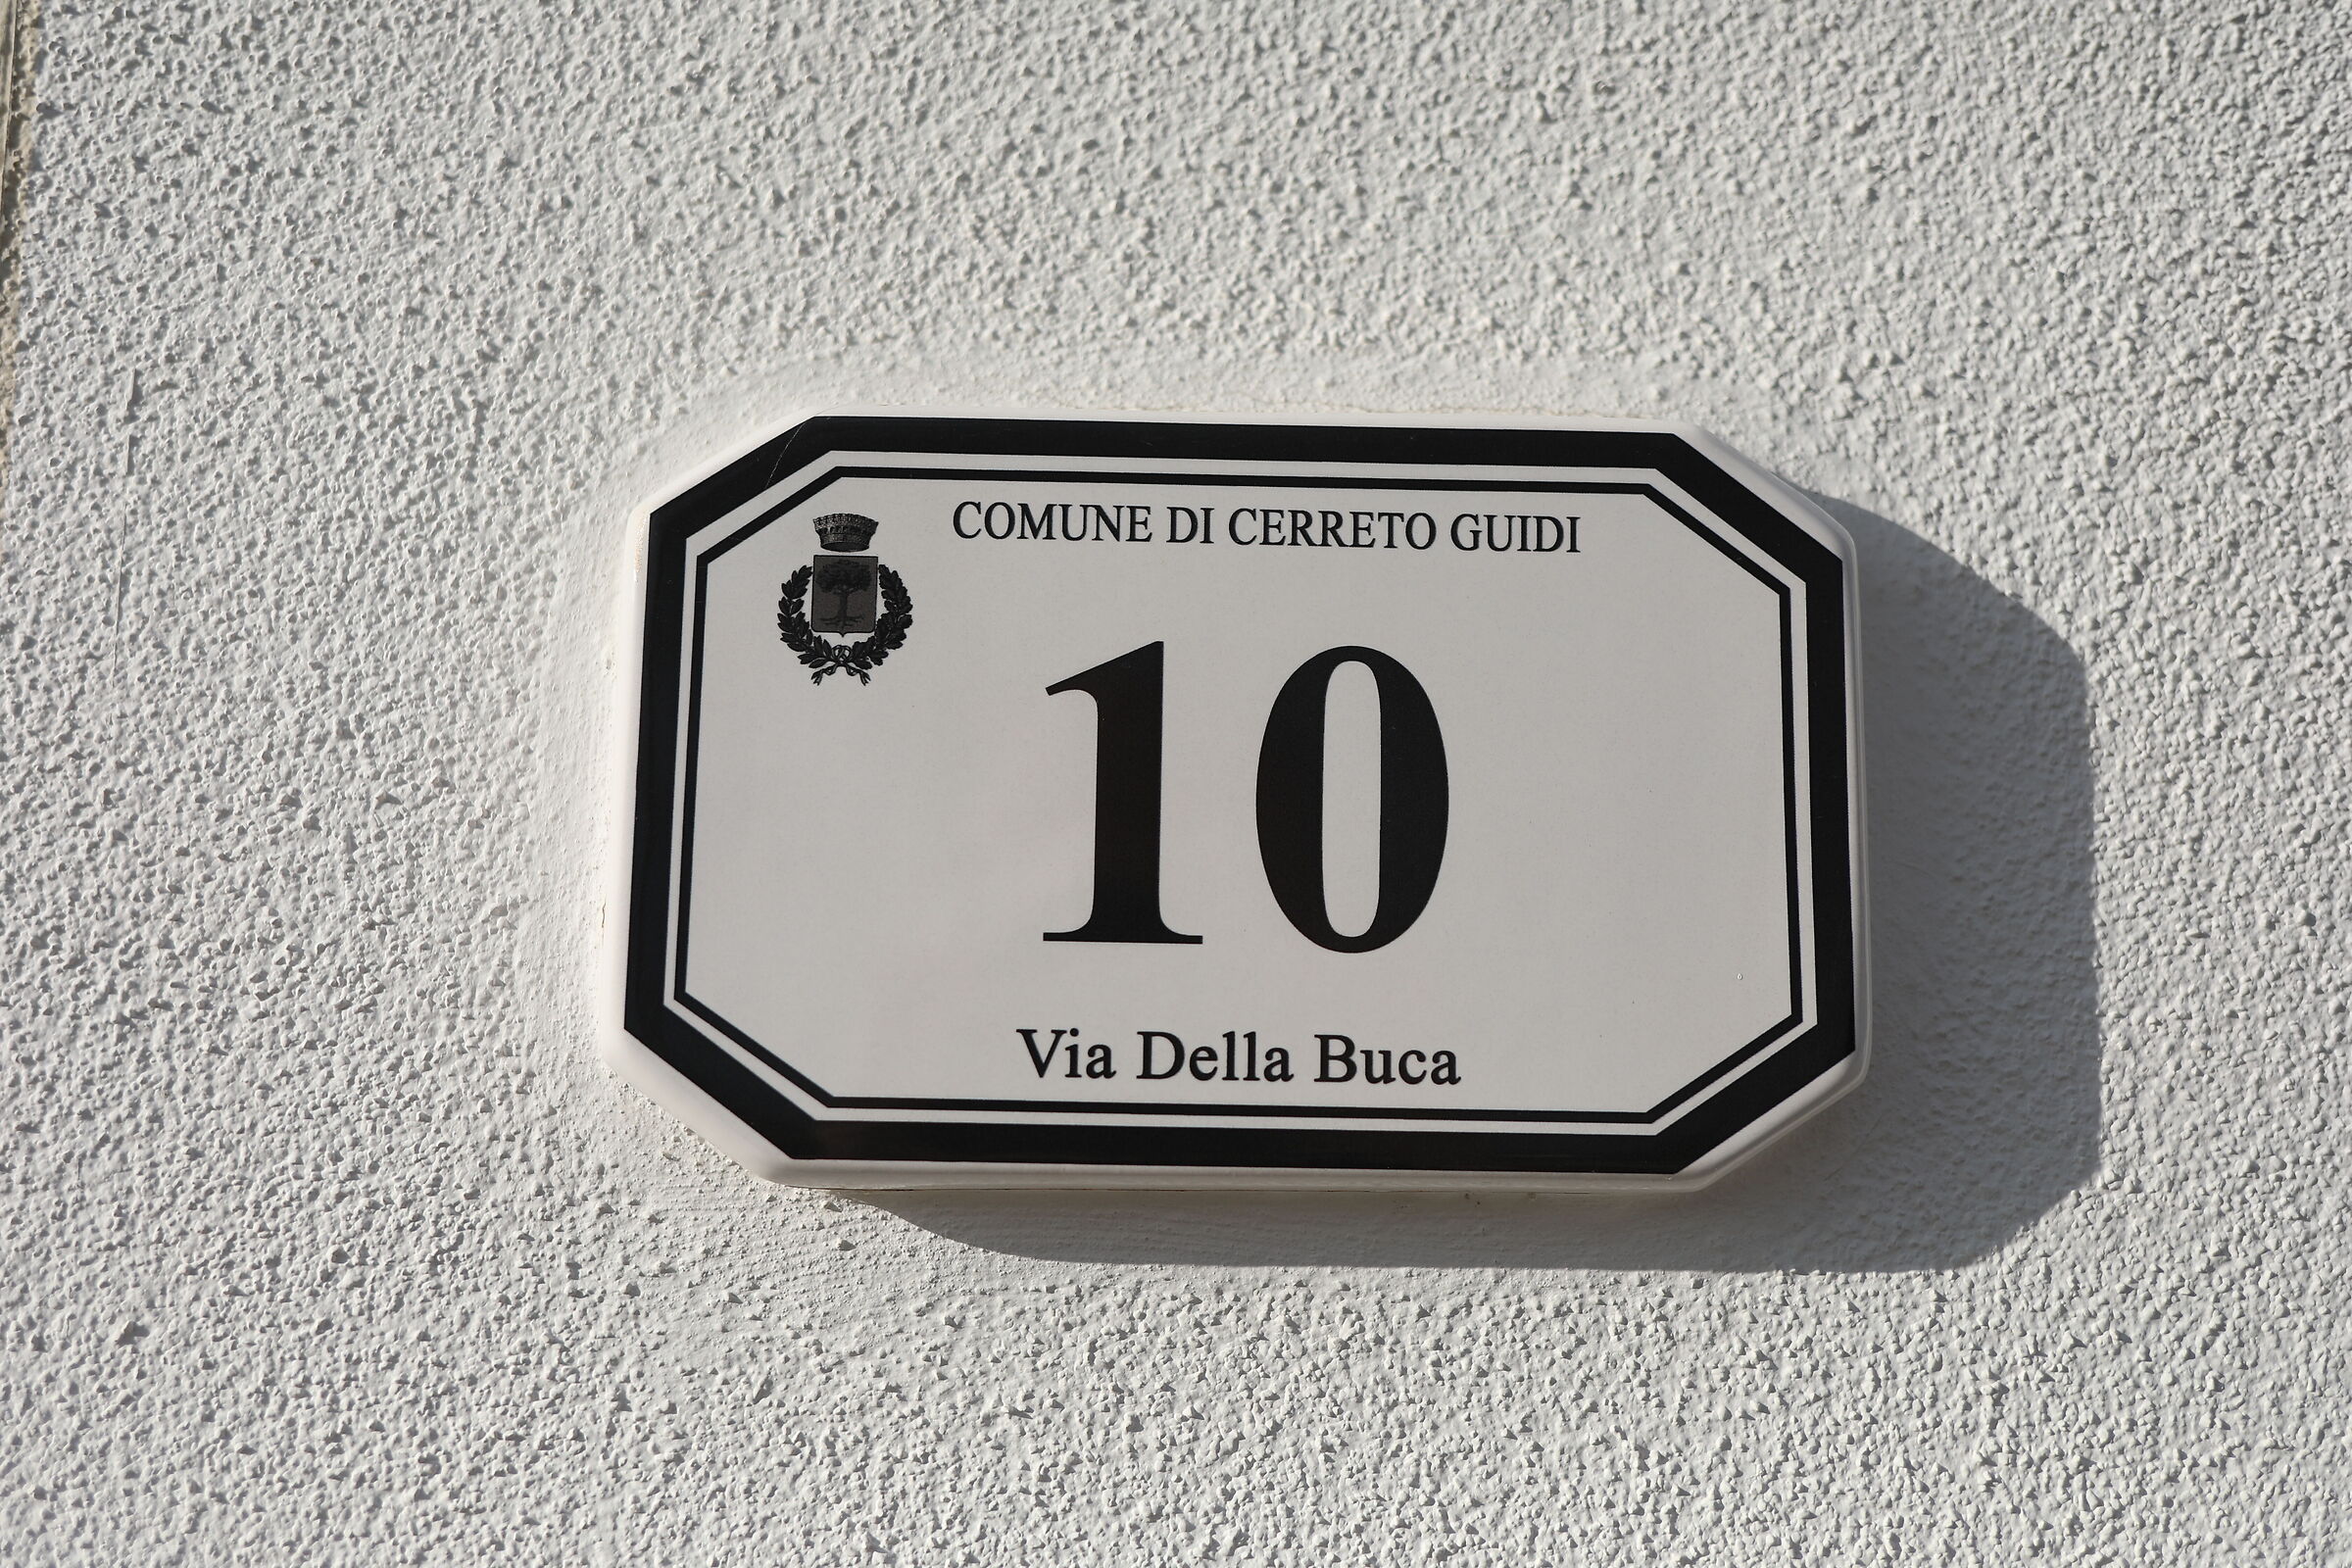 COMUNE DI CERRETO GUIDI
10
Via Della Buca